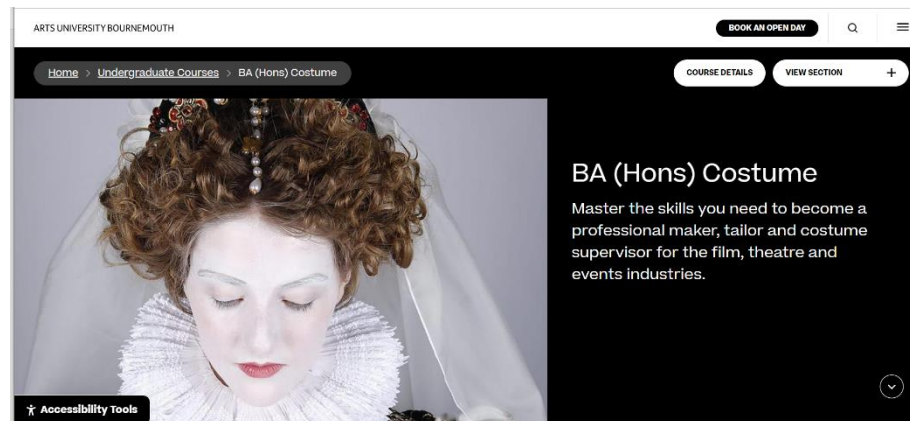 ARTS UNIVERSITY BOURNEMOUTH
BOOK AN OPEN DAY
Home > Undergraduate Courses > BA (Hons) Costume
COURSE DETAILS
VIEW SECTION +
BA (Hons) Costume
Master the skills you need to become a
professional maker, tailor and costume
supervisor for the film, theatre and
events industries.
Accessibility Tools